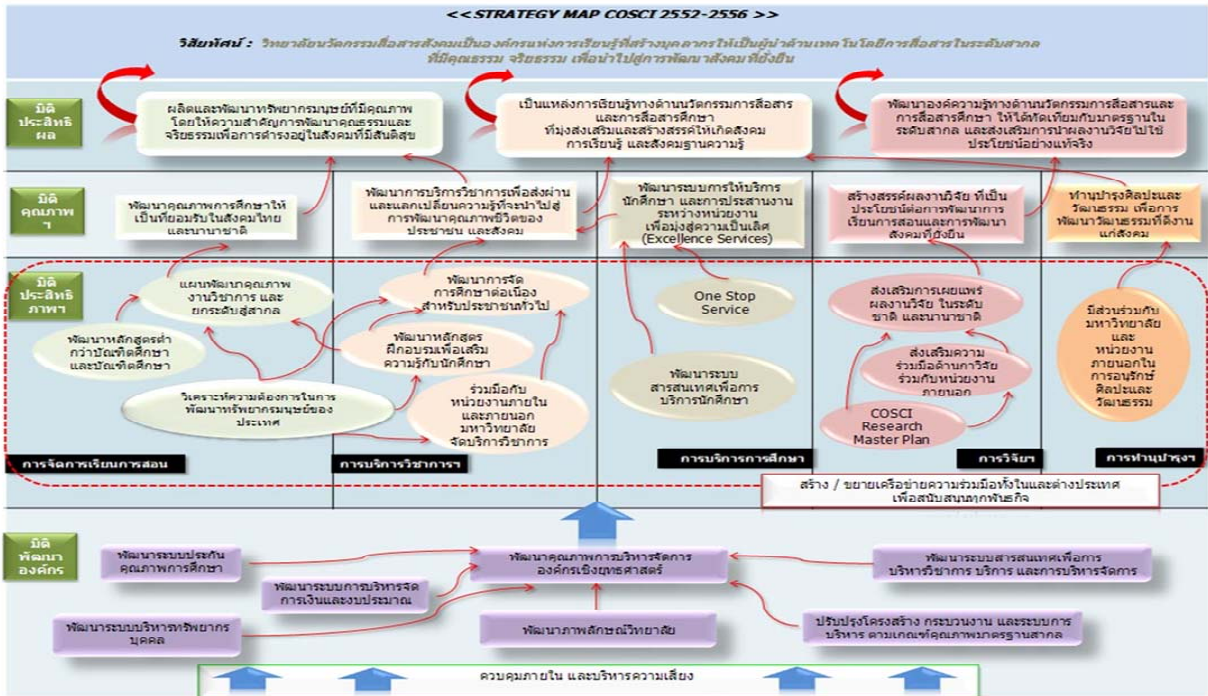 <<STRATEGY MAP COSCI 2552-2556 >>
วิสัยทัศน์ : วิทยาลัยนวัตกรรมสื่อสารสังคมเป็นองค์กรแห่งการเรียนรู้ที่สร้างบุคลากรให้เป็นผู้นำด้านเทคโนโลยีการสื่อสารในระดับสากล
ที่มีคุณธรรม จริยธรรม เพื่อนำไปสู่การพัฒนาสังคมที่ยั่งยืน
มิติ
ประสิทธิ
ผล
ผลิตและพัฒนาทรัพยากรมนุษย์ที่มีคุณภาพ
โดยให้ความสำคัญการพัฒนาคุณธรรมและ
จริยธรรมเพื่อการดำรงอยู่ในสังคมที่มีสันติสุข
เป็นแหล่งการเรียนรู้ทางด้านนวัตกรรมการสื่อสาร
และการสื่อสารศึกษา
ที่มุ่งส่งเสริมและสร้างสรรค์ให้เกิดสังคม
การเรียนรู้ และสังคมฐานความรู้
พัฒนาองค์ความรู้ทางด้านนวัตกรรมการสื่อสารและ
การสื่อสารศึกษา ให้ได้ทัดเทียมกับมาตรฐานใน
ระดับสากล และส่งเสริมการนำผลงานวิจัยไปใช้
ประโยชน์อย่างแท้จริง
มิติ
คุณภาพ
ฯ
พัฒนาคุณภาพการศึกษาให้
เป็นที่ยอมรับในสังคมไทย
และนานาชาติ
พัฒนาการบริการวิชาการเพื่อส่งผ่าน
และแลกเปลี่ยนความรู้ที่จะนำไปสู่
การพัฒนาคุณภาพชีวิตของ
ประชาชน และสังคม
พัฒนาระบบการให้บริการ
นักศึกษา และการประสานงาน
ระหว่างหน่วยงาน
เพื่อมุ่งสู่ความเป็นเลิศ
(Excellence Services)
สร้างสรรค์ผลงานวิจัย ที่เป็น
ประโยชน์ต่อการพัฒนาการ
เรียนการสอนและการพัฒนา
สังคมที่ยั่งยืน
ทำนุบำรุงศิลปะและ
วัฒนธรรม เพื่อการ
พัฒนาวัฒนธรรมที่ดีงาม
แก่สังคม
มิติ
ประสิทธิ
ภาพฯ
แผนพัฒนาคุณภาพ
งานวิชาการ และ
ยกระดับสู่สากล
พัฒนาหลักสูตรต่ำ
กว่าบัณฑิตศึกษา
และบัณฑิตศึกษา
วิเคราะห์ความต้องการในการ
พัฒนาทรัพยากรมนุษย์ของ
ประเทศ
การจัดการเรียนการสอน
พัฒนาการจัด
การศึกษาต่อเนื่อง
สำหรับประชาชนทั่วไป
พัฒนาหลักสูตร
ฝึกอบรมเพื่อเสริม
ความรู้กับนักศึกษา
ร่วมมือกับ
หน่วยงานภายใน
และภายนอก
มหาวิทยาลัย
จัดบริการวิชาการ
การบริการวิชาการฯ
One Stop
Service
พัฒนาระบบ
สารสนเทศเพื่อการ
บริการนักศึกษา
การบริการการศึกษา
ส่งเสริมการเผยแพร่
ผลงานวิจัย ในระดับ
ชาติ และนานาชาติ
ส่งเสริมความ
ร่วมมือด้านการวิจัย
ร่วมกับหน่วยงาน
ภายนอก
COSCI
Research
Master Plan
การวิจัยฯ
มีส่วนร่วมกับ
มหาวิทยาลัย
และ
หน่วยงาน
ภายนอกใน
การอนุรักษ์
ศิลปะและ
วัฒนธรรม
การทำนุบำรุงฯ
สร้าง / ขยายเครือข่ายความร่วมมือทั้งในและต่างประเทศ
เพื่อสนับสนุนทุกพันธกิจ
มิติ
พัฒนา
องค์กร
พัฒนาระบบประกัน
คุณภาพการศึกษา
พัฒนาคุณภาพการบริหารจัดการ
องค์กรเชิงยุทธศาสตร์
พัฒนาระบบสารสนเทศเพื่อการ
บริหารวิชาการ บริการ และการบริหารจัดการ
พัฒนาระบบการบริหารจัด
การเงินและงบประมาณ
พัฒนาระบบบริหารทรัพยากร
บุคคล
พัฒนาภาพลักษณ์วิทยาลัย
ปรับปรุงโครงสร้าง กระบวนงาน และระบบการ
บริหาร ตามเกณฑ์คุณภาพมาตรฐานสากล
ควบคุมภายใน และบริหารความเสี่ยง